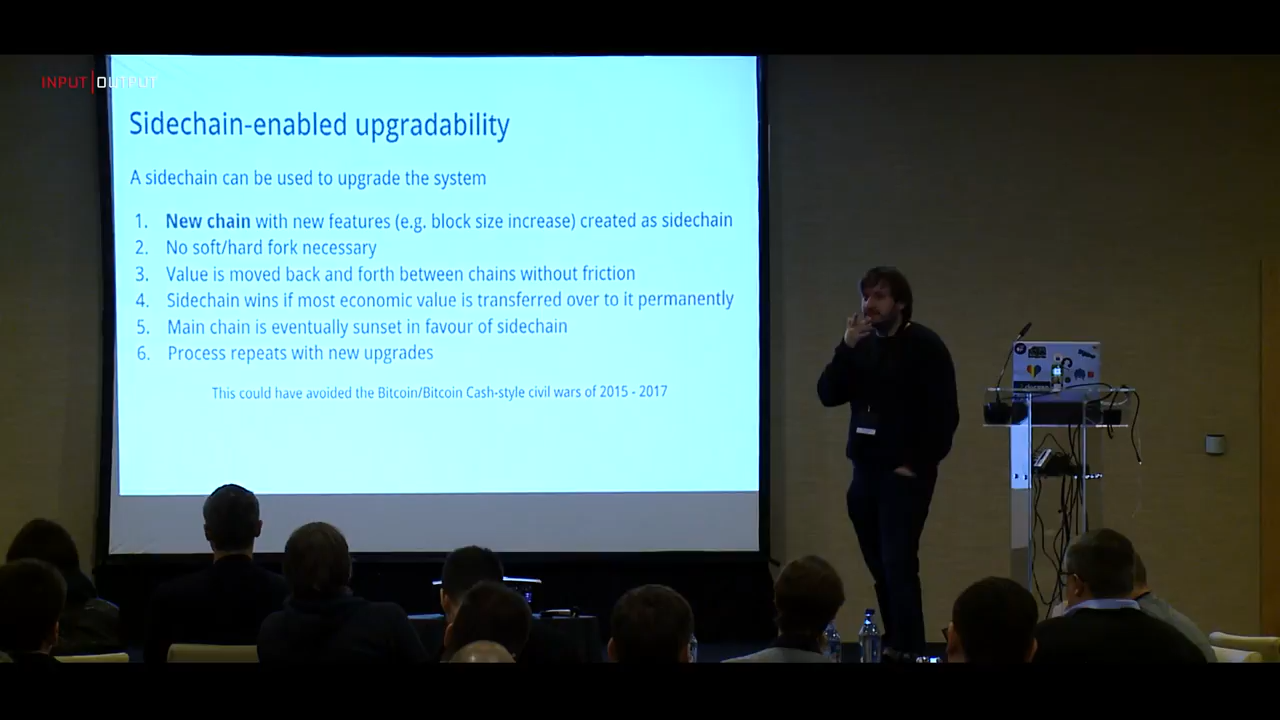 INPUT|OUTPUT
Sidechain-enabled upgradability
A sidechain can be used to upgrade the system
1. New chain with new features (e.g. block size increase) created as sidechain
2. No soft/hard fork necessary
3. Value is moved back and forth between chains without friction
4. Sidechain wins if most economic value is transferred over to it permanently
5. Main chain is eventually sunset in favour of sidechain
6. Process repeats with new upgrades
This could have avoided the Bitcoin/Bitcoin Cash-style civil wars of 2015 - 2017